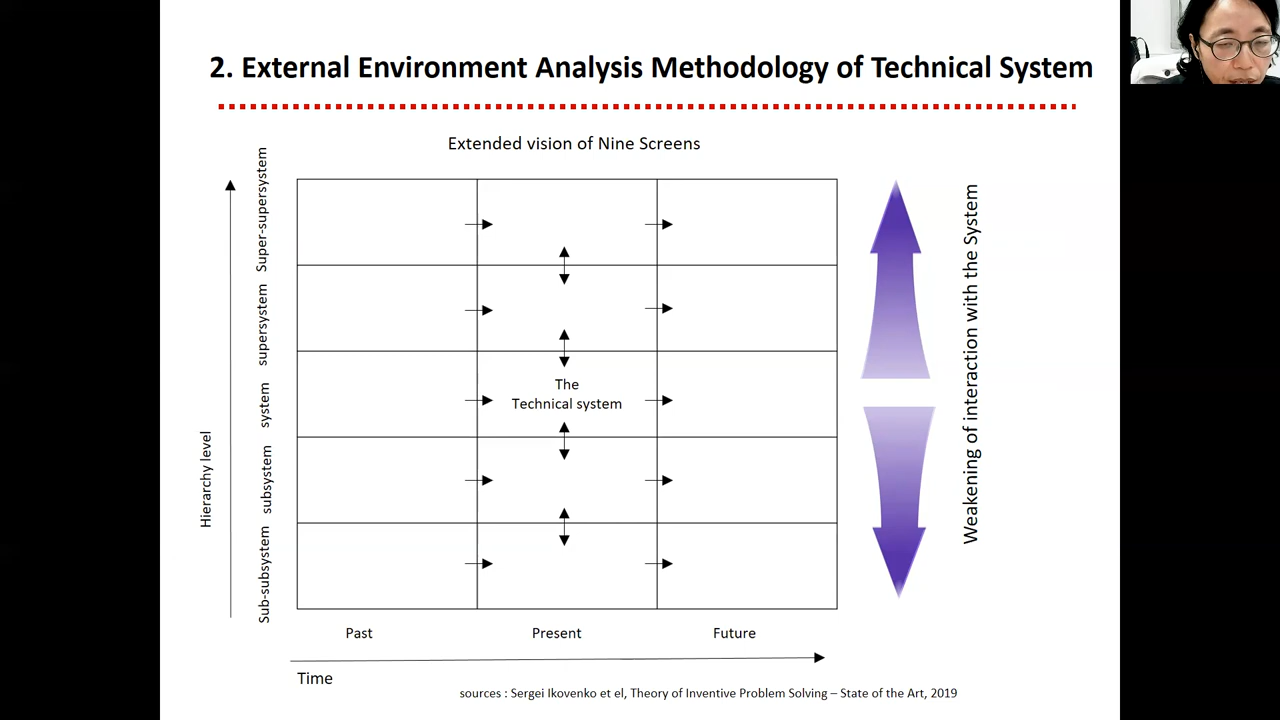 2. External Environment Analysis Methodology of Technical System
Extended vision of Nine Screens
Super-supersystem
supersystem
system
subsystem
Sub-subsystem
Hierarchy level
The
Technical system
Weakening of interaction with the System
Past
Present
Future
Time
sources : Sergei Ikovenko et el, Theory of Inventive Problem Solving – State of the Art, 2019